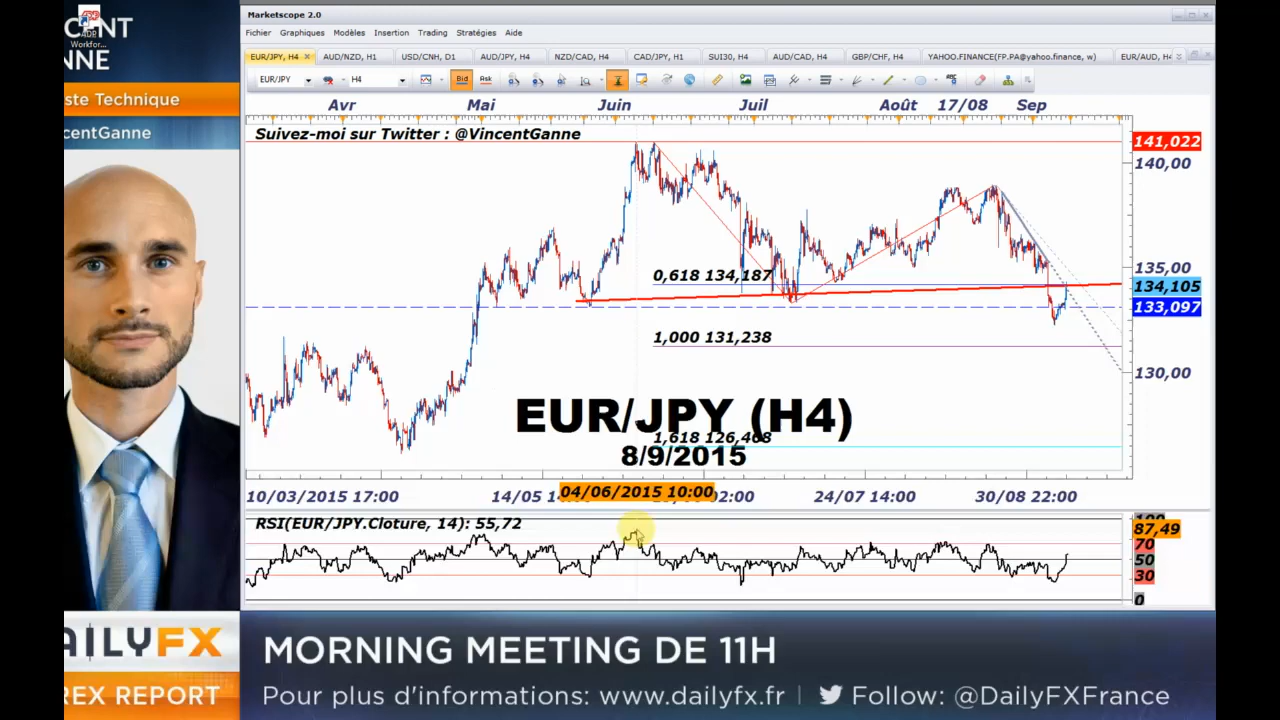 CENT
ADP
Workfor...
NNE
ste Technique
centGanne
Marketscope 2.0
Fichier Graphiques Modèles Insertion Trading Stratégies Aide
EUR/JPY, H4 AUD/NZD, H1 USD/CNH, D1 AUD/JPY, H4 NZD/CAD, H4 CAD/JPY, H1 SUI30, H4 AUD/CAD, H4 GBP/CHF, H4 YAHOO.FINANCE(FP.PA@yahoo.finance, w) EUR/AUD, H4
EUR/JPY H4 Bid Ask
Avr Mai Juin Juil Août 17/08 Sep
Suivez-moi sur Twitter : @VincentGanne
141,022
140,00
135,00
0,618 134,187
134,105
133,097
1,000 131,238
130,00
EUR/JPY (H4)
1,618 126,468
8/9/2015
10/03/2015 17:00 14/05 14 04/06/2015 10:00 02:00 24/07 14:00 30/08 22:00
RSI(EUR/JPY.Cloture, 14): 55,72
100
87,49
70
50
30
0
AILYFX
REX REPORT
MORNING MEETING DE 11H
Pour plus d'informations: www.dailyfx.fr | Follow: @DailyFXFrance